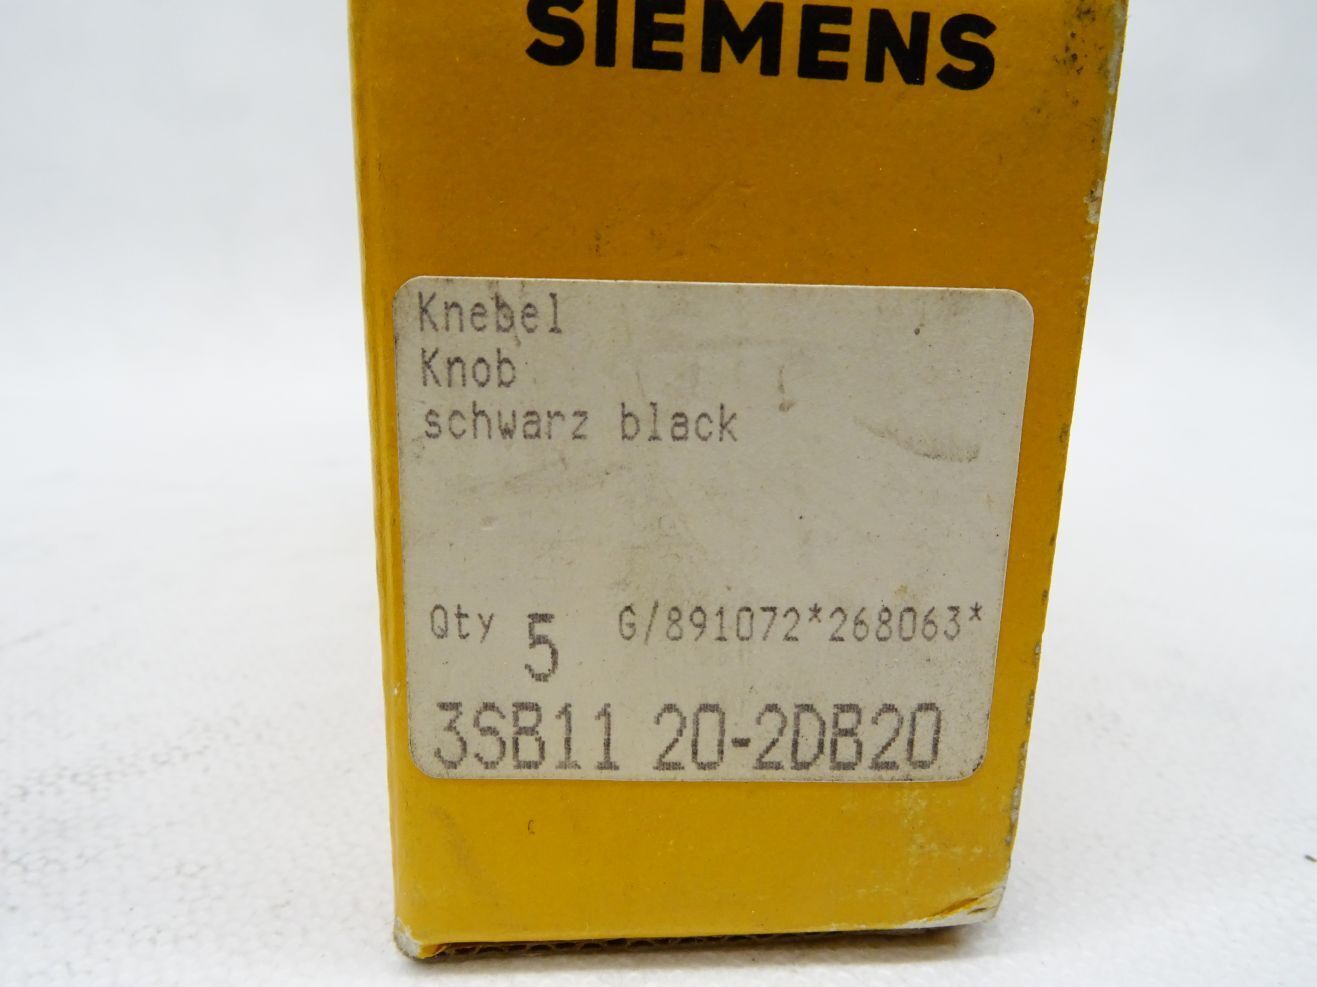 SIEMENS
Knebel
Knob
schwarz black
Qty 5 G/891072*268063*
3SB11 20-2DB20